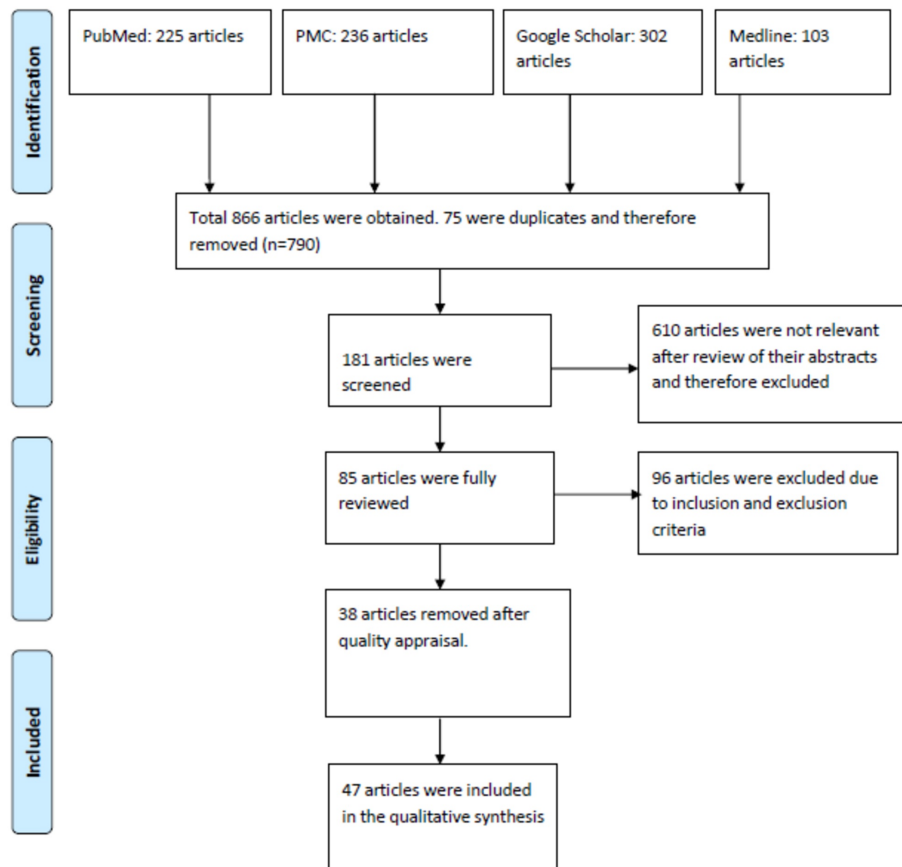 Identification
PubMed: 225 articles
PMC: 236 articles
Google Scholar: 302
articles
Medline: 103
articles
Total 866 articles were obtained. 75 were duplicates and therefore
removed (n=790)
Screening
181 articles were
screened
610 articles were not relevant
after review of their abstracts
and therefore excluded
Eligibility
85 articles were fully
reviewed
96 articles were excluded due
to inclusion and exclusion
criteria
38 articles removed after
quality appraisal.
Included
47 articles were included
in the qualitative synthesis